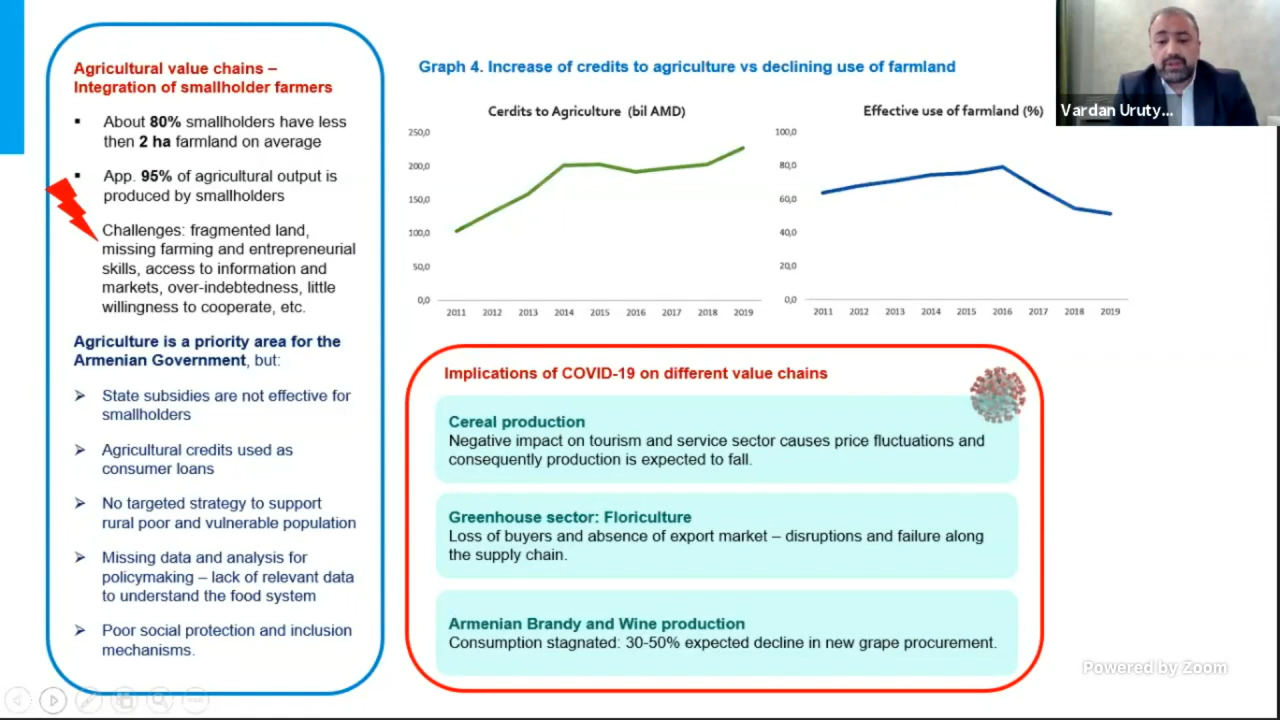 Agricultural value chains –
Integration of smallholder farmers
▪ About 80% smallholders have less
then 2 ha farmland on average
▪ App. 95% of agricultural output is
produced by smallholders
Challenges: fragmented land,
missing farming and entrepreneurial
skills, access to information and
markets, over-indebtedness, little
willingness to cooperate, etc.
Agriculture is a priority area for the
Armenian Government, but:
➢ State subsidies are not effective for
smallholders
➢ Agricultural credits used as
consumer loans
➢ No targeted strategy to support
rural poor and vulnerable population
➢ Missing data and analysis for
policymaking – lack of relevant data
to understand the food system
➢ Poor social protection and inclusion
mechanisms.
Graph 4. Increase of credits to agriculture vs declining use of farmland
Cerdits to Agriculture (bil AMD)
250,0
200,0
150,0
100,0
50,0
0,0
2011 2012 2013 2014 2015 2016 2017 2018 2019
Effective use of farmland (%)
100,0
80,0
60,0
40,0
20,0
0,0
2011 2012 2013 2014 2015 2016 2017 2018 2019
Vardan Uruty...
Implications of COVID-19 on different value chains
Cereal production
Negative impact on tourism and service sector causes price fluctuations and
consequently production is expected to fall.
Greenhouse sector: Floriculture
Loss of buyers and absence of export market – disruptions and failure along
the supply chain.
Armenian Brandy and Wine production
Consumption stagnated: 30-50% expected decline in new grape procurement.
Powered by Zoom